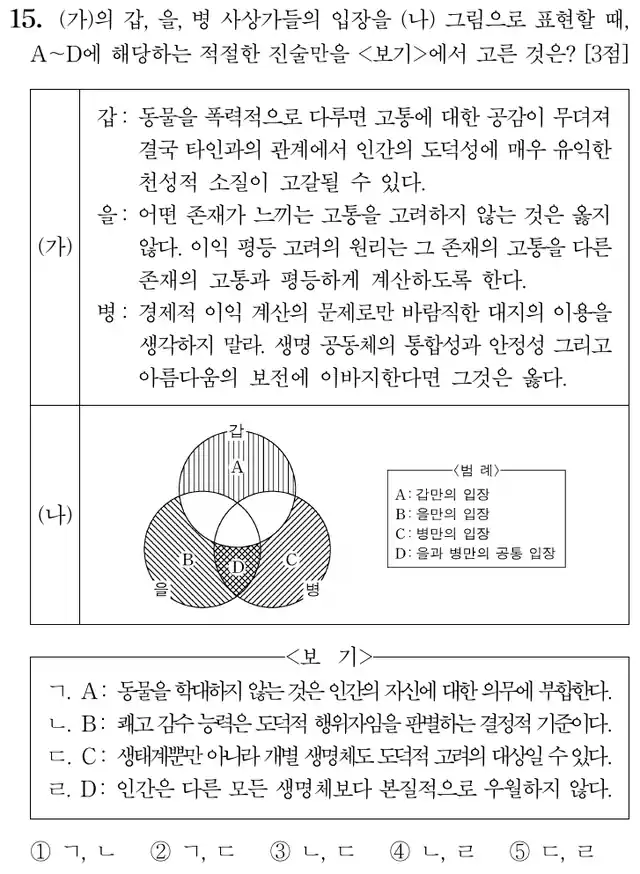 15. (가)의 갑, 을, 병 사상가들의 입장을 (나) 그림으로 표현할 때,
A～D에 해당하는 적절한 진술만을 <보기>에서 고른 것은? [3점]
(가)
갑: 동물을 폭력적으로 다루면 고통에 대한 공감이 무뎌져
결국 타인과의 관계에서 인간의 도덕성에 매우 유익한
천성적 소질이 고갈될 수 있다.
을: 어떤 존재가 느끼는 고통을 고려하지 않는 것은 옳지
않다. 이익 평등 고려의 원리는 그 존재의 고통을 다른
존재의 고통과 평등하게 계산하도록 한다.
병: 경제적 이익 계산의 문제로만 바람직한 대지의 이용을
생각하지 말라. 생명 공동체의 통합성과 안정성 그리고
아름다움의 보전에 이바지한다면 그것은 옳다.
(나)
갑
A
B
D
C
을
병
<범 례>
A: 갑만의 입장
B: 을만의 입장
C: 병만의 입장
D: 을과 병만의 공통 입장
<보 기>
ㄱ. A: 동물을 학대하지 않는 것은 인간의 자신에 대한 의무에 부합한다.
ㄴ. B: 쾌고 감수 능력은 도덕적 행위자임을 판별하는 결정적 기준이다.
ㄷ. C: 생태계뿐만 아니라 개별 생명체도 도덕적 고려의 대상일 수 있다.
ㄹ. D: 인간은 다른 모든 생명체보다 본질적으로 우월하지 않다.
① ㄱ, ㄴ ② ㄱ, ㄷ ③ ㄴ, ㄷ ④ ㄴ, ㄹ ⑤ ㄷ, ㄹ